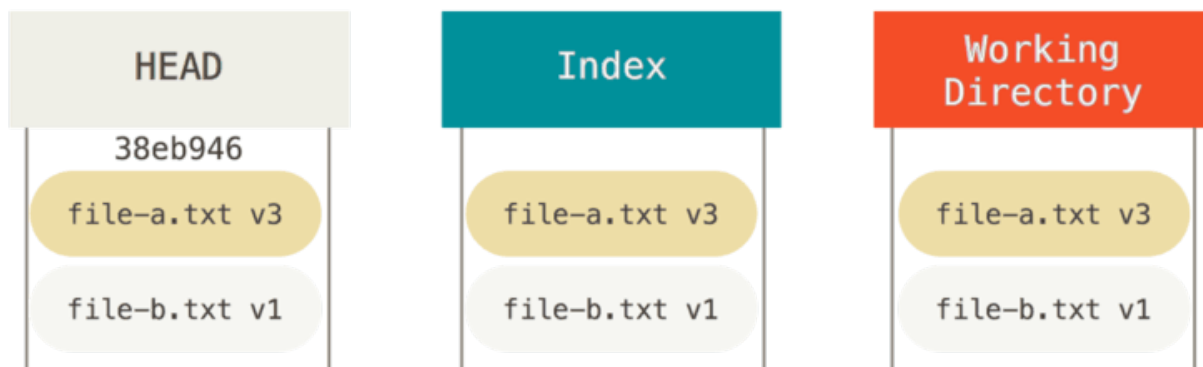 HEAD
Index
Working
Directory
38eb946
file-a.txt v3
file-a.txt v3
file-a.txt v3
file-b.txt v1
file-b.txt v1
file-b.txt v1